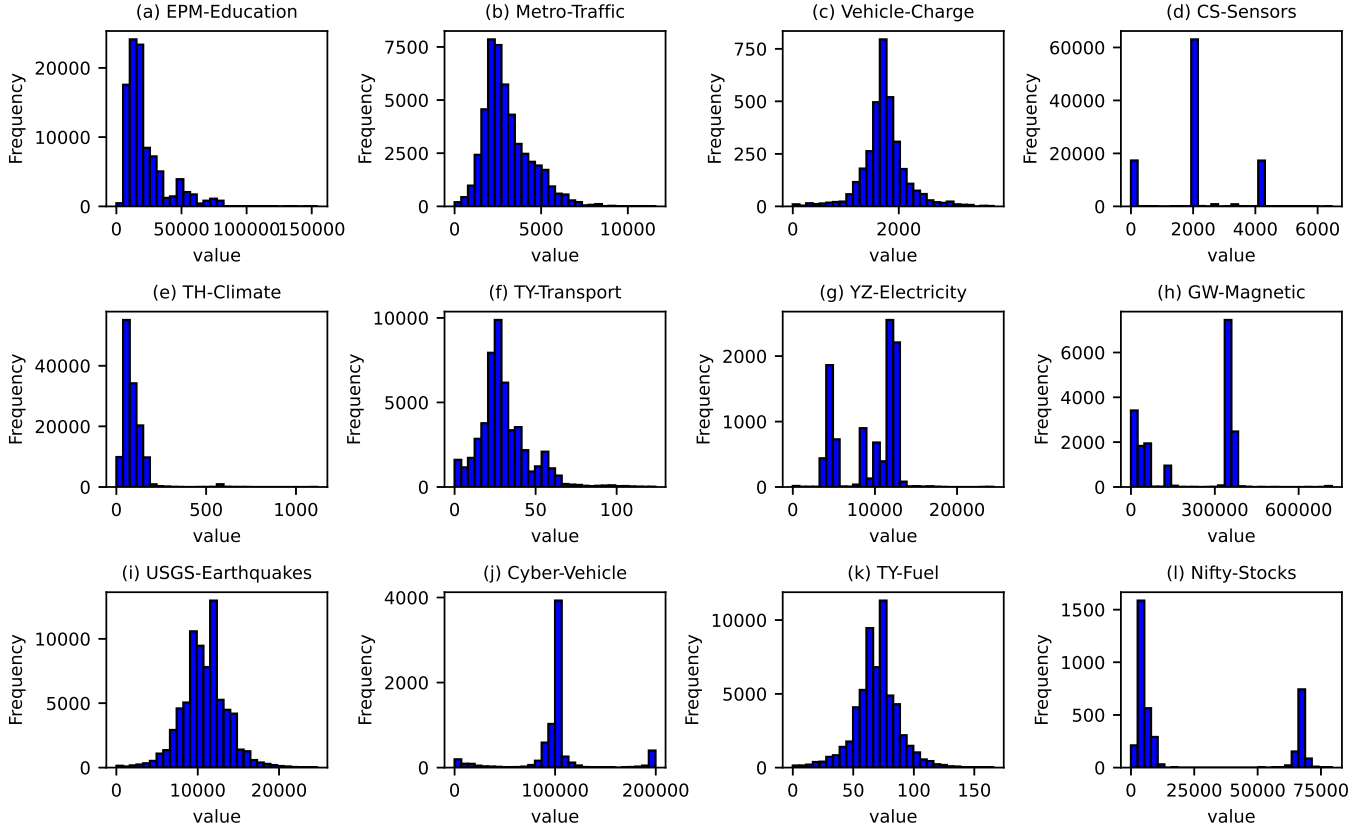 (a) EPM-Education
Frequency
20000
10000
0
0 50000 100000 150000
value
(b) Metro-Traffic
Frequency
7500
5000
2500
0
0 5000 10000
value
(c) Vehicle-Charge
Frequency
750
500
250
0
0 2000
value
(d) CS-Sensors
Frequency
60000
40000
20000
0
0 2000 4000 6000
value
(e) TH-Climate
Frequency
40000
20000
0
0 500 1000
value
(f) TY-Transport
Frequency
10000
5000
0
0 50 100
value
(g) YZ-Electricity
Frequency
2000
1000
0
0 10000 20000
value
(h) GW-Magnetic
Frequency
6000
4000
2000
0
0 300000 600000
value
(i) USGS-Earthquakes
Frequency
10000
5000
0
0 10000 20000
value
(j) Cyber-Vehicle
Frequency
4000
2000
0
0 100000 200000
value
(k) TY-Fuel
Frequency
10000
5000
0
0 50 100 150
value
(l) Nifty-Stocks
Frequency
1500
1000
500
0
0 25000 50000 75000
value